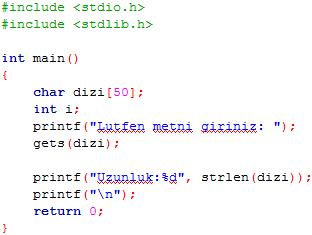 #include <stdio.h>
#include <stdlib.h>
int main()
{
char dizi[50];
int i;
printf("Lutfen metni giriniz: ");
gets(dizi);
printf("Uzunluk:%d", strlen(dizi));
printf("\n");
return 0;
}